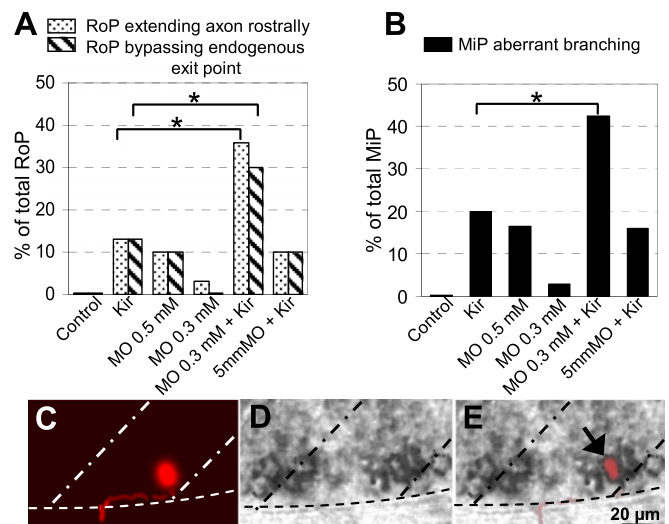 A
RoP extending axon rostrally
RoP bypassing endogenous
exit point
% of total RoP
50
40
30
20
10
0
*
*
Control
Kir
MO 0.5 mM
MO 0.3 mM
MO 0.3 mM + Kir
5mmMO + Kir
B
MiP aberrant branching
% of total MiP
50
40
30
20
10
0
*
Control
Kir
MO 0.5 mM
MO 0.3 mM
MO 0.3 mM + Kir
5mmMO + Kir
C
D
E
20 µm